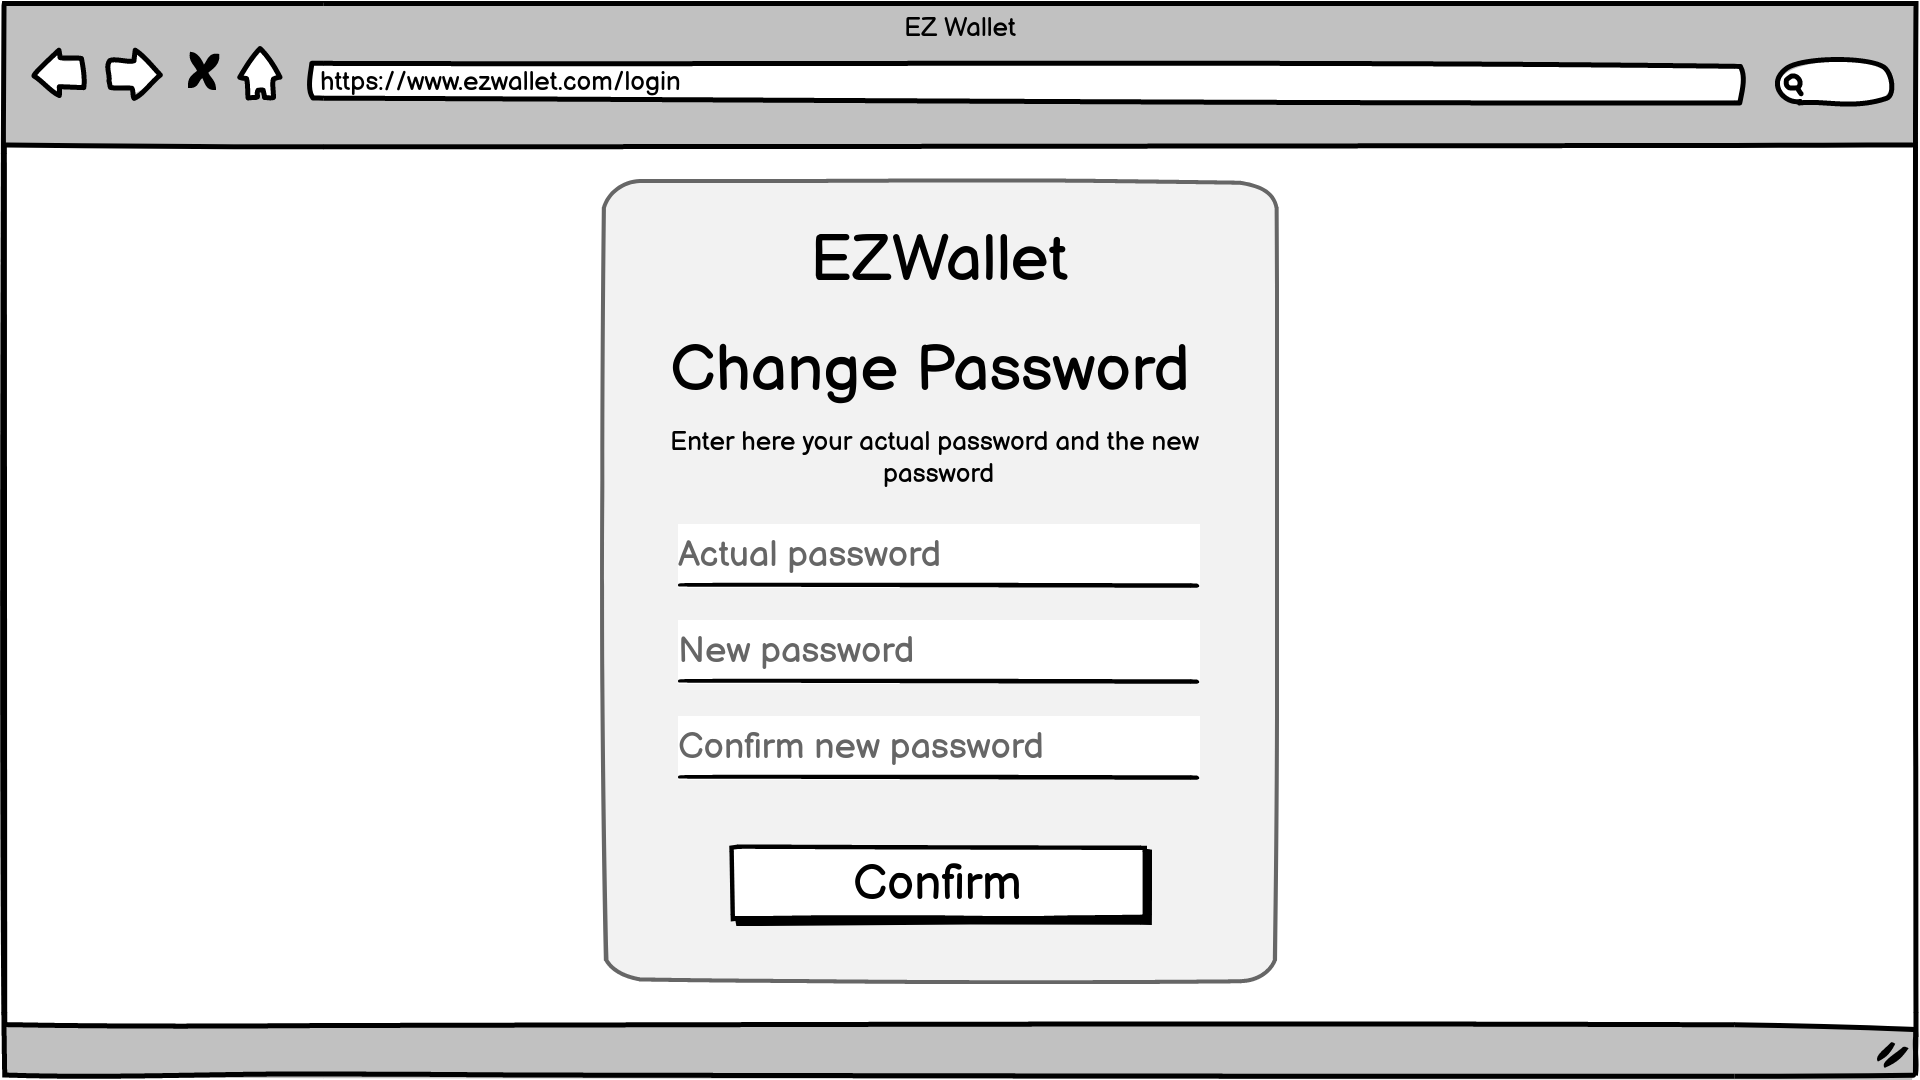 EZ Wallet
https://www.ezwallet.com/login
EZWallet
Change Password
Enter here your actual password and the new
password
Actual password
New password
Confirm new password
Confirm